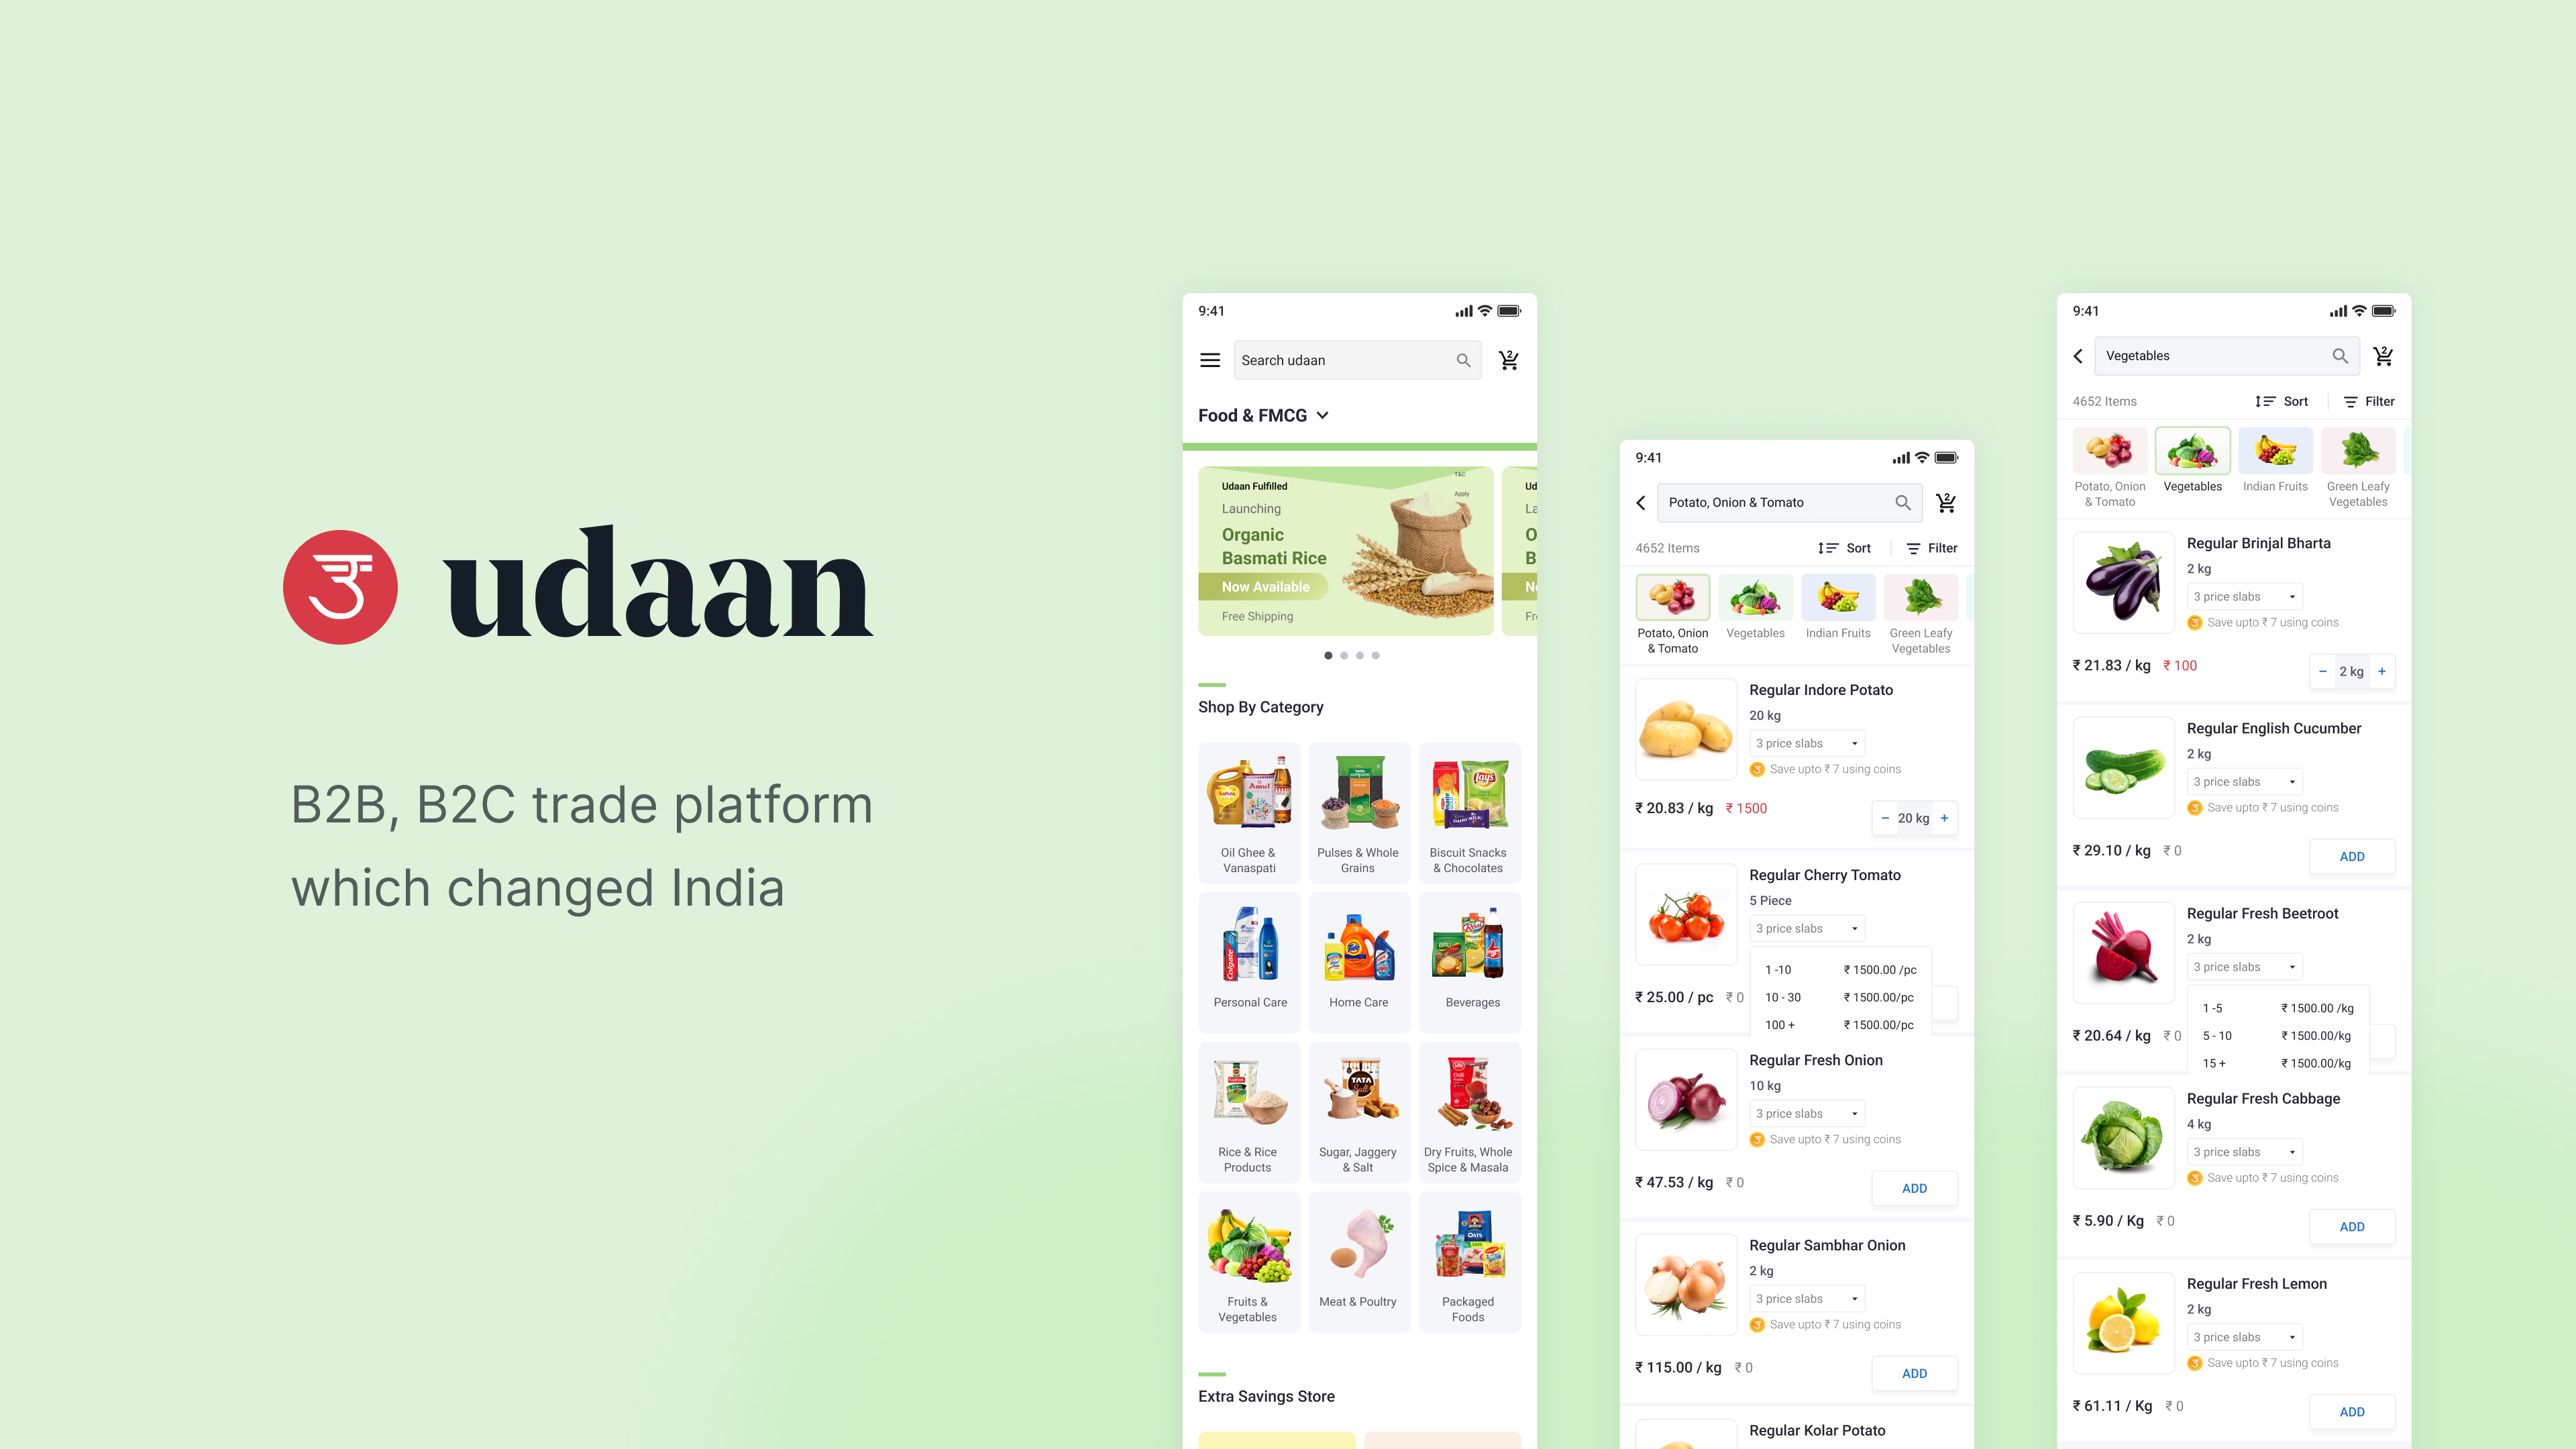 उ udaan
B2B, B2C trade platform
which changed India
9:41
Search udaan
2
Food & FMCG
T&C
Apply
Udaan Fulfilled
Launching
Organic
Basmati Rice
Now Available
Free Shipping
Ud
La
O
B
N
Fr
Shop By Category
Saffola
Amul
Lay's
Oil Ghee &
Vanaspati
Pulses & Whole
Grains
Biscuit Snacks
& Chocolates
Colgate
Tide
BRU
Real
Personal Care
Home Care
Beverages
TATA
Salt
Rice & Rice
Products
Sugar, Jaggery
& Salt
Dry Fruits, Whole
Spice & Masala
OATS
Fruits &
Vegetables
Meat & Poultry
Packaged
Foods
Extra Savings Store
9:41
Potato, Onion & Tomato
2
4652 Items
Sort
Filter
Potato, Onion
& Tomato
Vegetables
Indian Fruits
Green Leafy
Vegetables
Regular Indore Potato
20 kg
3 price slabs
Save upto ₹ 7 using coins
₹ 20.83 / kg ₹ 1500
− 20 kg +
Regular Cherry Tomato
5 Piece
3 price slabs
1 -10 ₹ 1500.00 /pc
₹ 25.00 / pc ₹ 0
10 - 30 ₹ 1500.00/pc
100 + ₹ 1500.00/pc
Regular Fresh Onion
10 kg
3 price slabs
Save upto ₹ 7 using coins
₹ 47.53 / kg ₹ 0
ADD
Regular Sambhar Onion
2 kg
3 price slabs
Save upto ₹ 7 using coins
₹ 115.00 / kg ₹ 0
ADD
Regular Kolar Potato
9:41
Vegetables
2
4652 Items
Sort
Filter
Potato, Onion
& Tomato
Vegetables
Indian Fruits
Green Leafy
Vegetables
Regular Brinjal Bharta
2 kg
3 price slabs
Save upto ₹ 7 using coins
₹ 21.83 / kg ₹ 100
− 2 kg +
Regular English Cucumber
2 kg
3 price slabs
Save upto ₹ 7 using coins
₹ 29.10 / kg ₹ 0
ADD
Regular Fresh Beetroot
2 kg
3 price slabs
1 -5 ₹ 1500.00 /kg
₹ 20.64 / kg ₹ 0
5 - 10 ₹ 1500.00/kg
15 + ₹ 1500.00/kg
Regular Fresh Cabbage
4 kg
3 price slabs
Save upto ₹ 7 using coins
₹ 5.90 / Kg ₹ 0
ADD
Regular Fresh Lemon
2 kg
3 price slabs
Save upto ₹ 7 using coins
₹ 61.11 / Kg ₹ 0
ADD